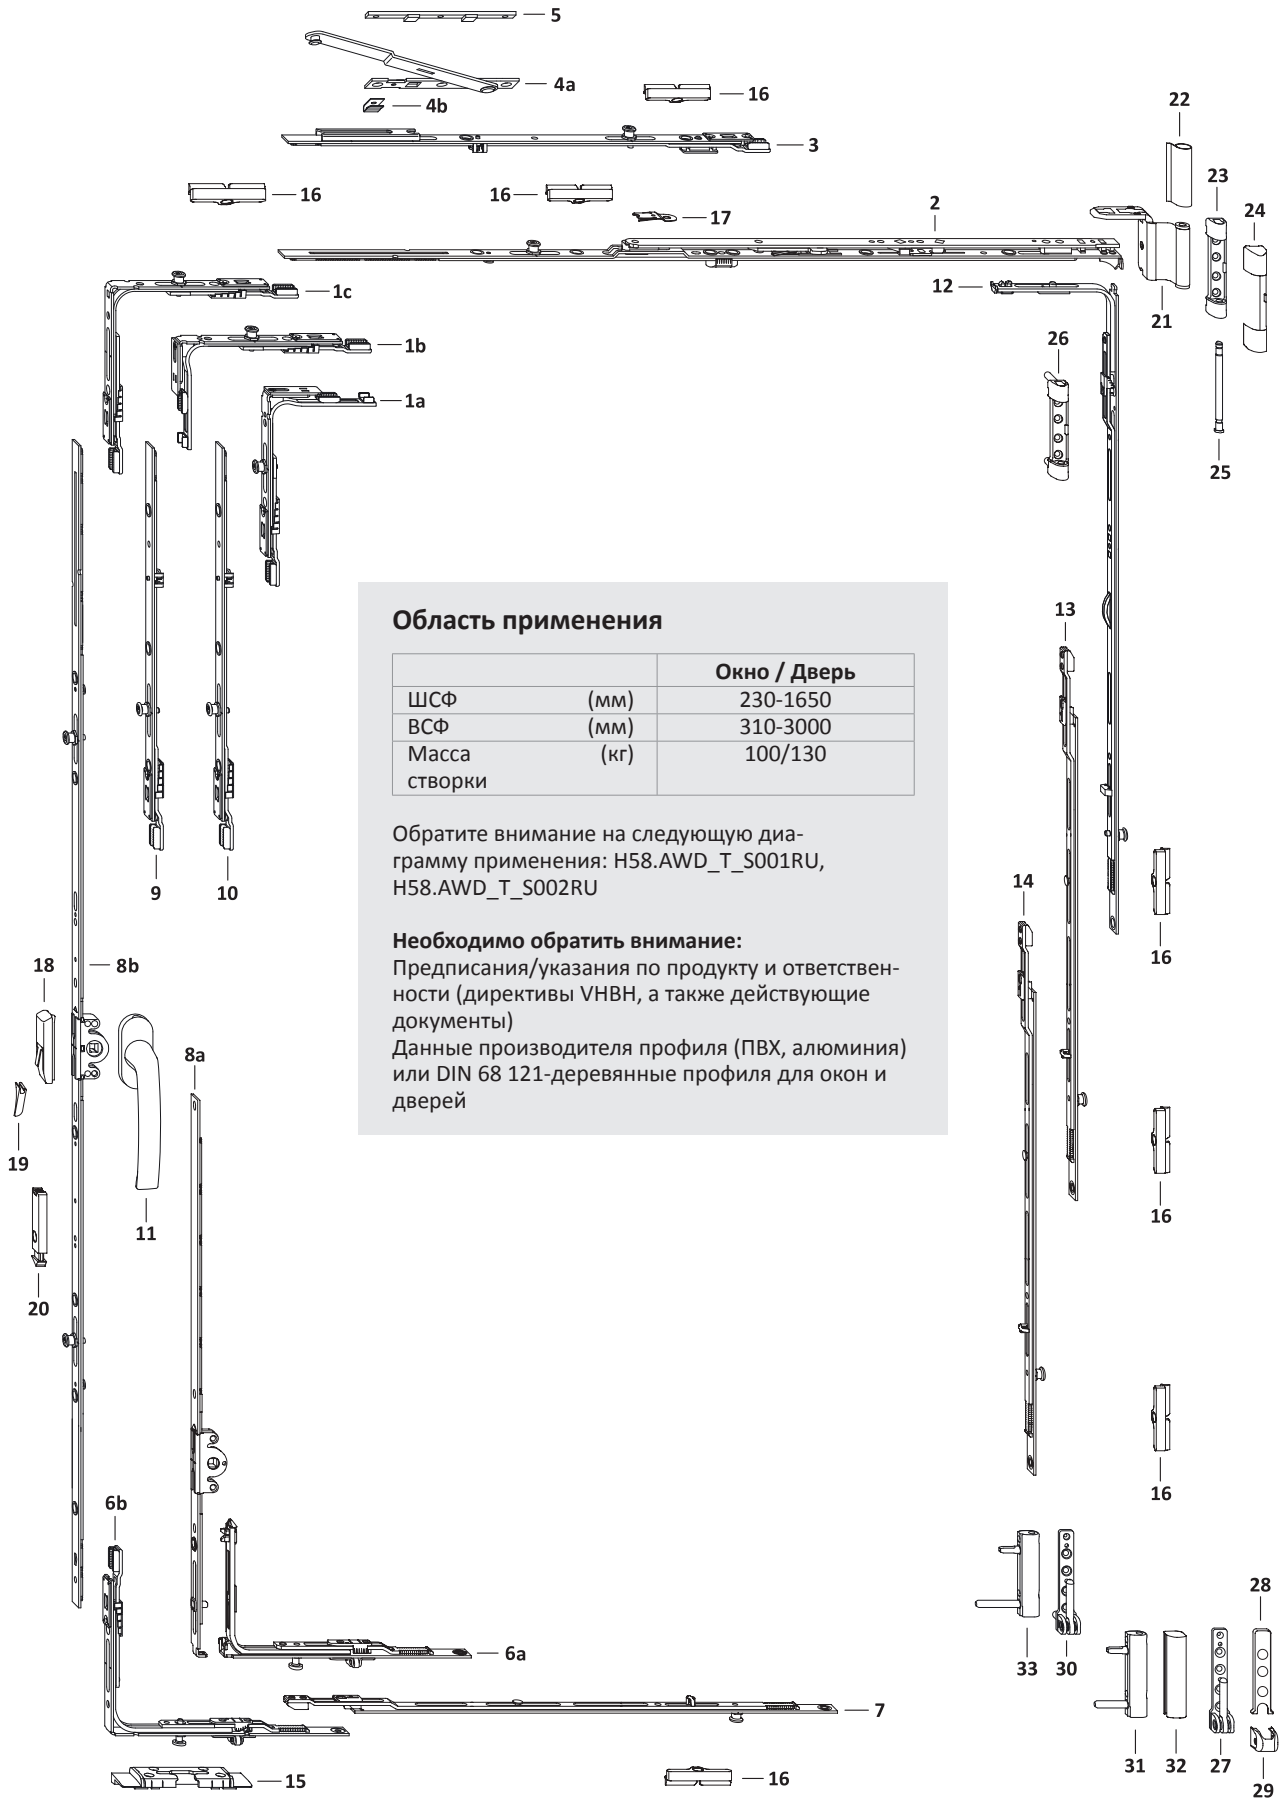 5
4a
4b
16
3
22
23
24
16
16
17
2
1c
12
21
1b
26
1a
25
Область применения
Окно / Дверь
ШСФ (мм) 230-1650
ВСФ (мм) 310-3000
Масса (кг) 100/130
створки
Обратите внимание на следующую диа-
грамму применения: H58.AWD_T_S001RU,
H58.AWD_T_S002RU
Необходимо обратить внимание:
Предписания/указания по продукту и ответствен-
ности (директивы VHBH, а также действующие
документы)
Данные производителя профиля (ПВХ, алюминия)
или DIN 68 121-деревянные профиля для окон и
дверей
13
9
10
14
18
8b
16
8a
19
11
16
20
16
6b
28
6a
33
30
7
31
32
27
29
15
16